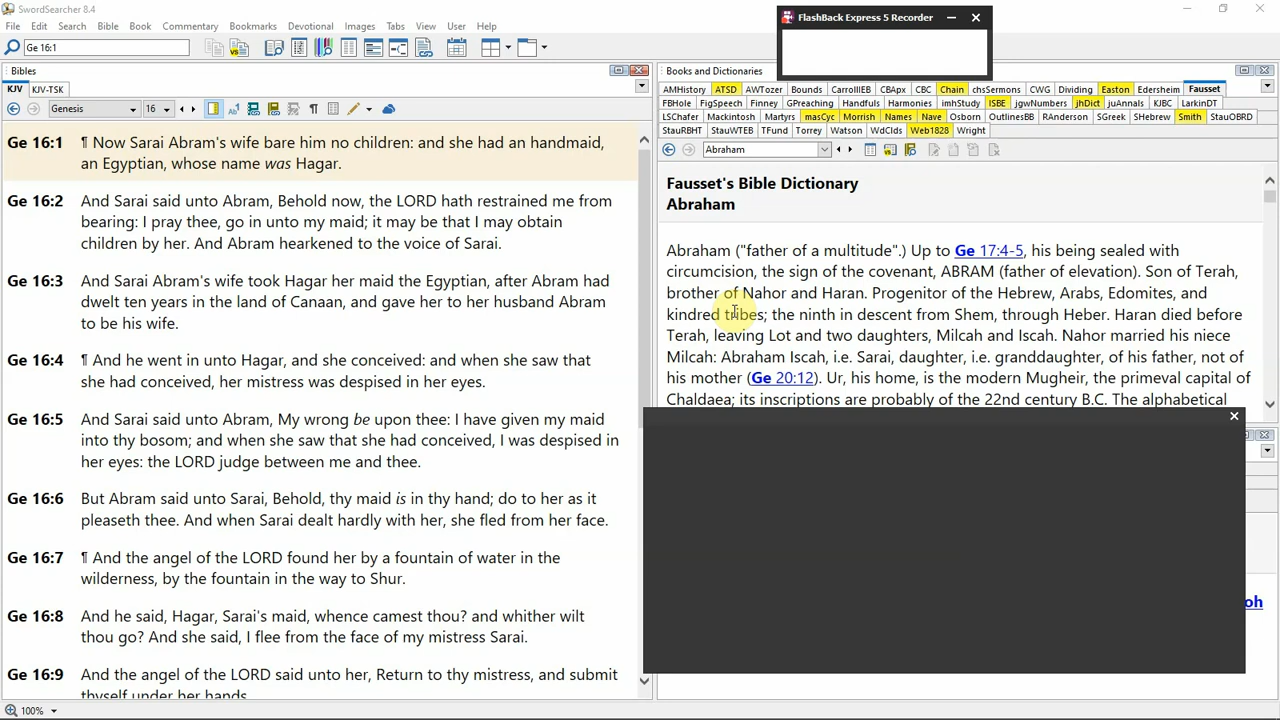 SwordSearcher 8.4
File Edit Search Bible Book Commentary Bookmarks Devotional Images Tabs View User Help
Ge 16:1
FlashBack Express 5 Recorder
Bibles
KJV KJV-TSK
Genesis 16
Ge 16:1 ¶ Now Sarai Abram's wife bare him no children: and she had an handmaid,
an Egyptian, whose name was Hagar.
Ge 16:2 And Sarai said unto Abram, Behold now, the LORD hath restrained me from
bearing: I pray thee, go in unto my maid; it may be that I may obtain
children by her. And Abram hearkened to the voice of Sarai.
Ge 16:3 And Sarai Abram's wife took Hagar her maid the Egyptian, after Abram had
dwelt ten years in the land of Canaan, and gave her to her husband Abram
to be his wife.
Ge 16:4 ¶ And he went in unto Hagar, and she conceived: and when she saw that
she had conceived, her mistress was despised in her eyes.
Ge 16:5 And Sarai said unto Abram, My wrong be upon thee: I have given my maid
into thy bosom; and when she saw that she had conceived, I was despised in
her eyes: the LORD judge between me and thee.
Ge 16:6 But Abram said unto Sarai, Behold, thy maid is in thy hand; do to her as it
pleaseth thee. And when Sarai dealt hardly with her, she fled from her face.
Ge 16:7 ¶ And the angel of the LORD found her by a fountain of water in the
wilderness, by the fountain in the way to Shur.
Ge 16:8 And he said, Hagar, Sarai's maid, whence camest thou? and whither wilt
thou go? And she said, I flee from the face of my mistress Sarai.
Ge 16:9 And the angel of the LORD said unto her, Return to thy mistress, and submit
thyself under her hands.
100%
Books and Dictionaries
AMHistory ATSD AWTozer Bounds CarrollIEB CBApx CBC Chain chsSermons CWG Dividing Easton Edersheim Fausset
FBHole FigSpeech Finney GPreaching Handfuls Harmonies imhStudy ISBE jgwNumbers jhDict juAnnals KJBC LarkinDT
LSChafer Mackintosh Martyrs masCyc Morrish Names Nave Osborn OutlinesBB RAnderson SGreek SHebrew Smith StauOBRD
StauRBHT StauWTEB TFund Torrey Watson WdClds Web1828 Wright
Abraham
Fausset's Bible Dictionary
Abraham
Abraham ("father of a multitude".) Up to Ge 17:4-5, his being sealed with
circumcision, the sign of the covenant, ABRAM (father of elevation). Son of Terah,
brother of Nahor and Haran. Progenitor of the Hebrew, Arabs, Edomites, and
kindred tribes; the ninth in descent from Shem, through Heber. Haran died before
Terah, leaving Lot and two daughters, Milcah and Iscah. Nahor married his niece
Milcah: Abraham Iscah, i.e. Sarai, daughter, i.e. granddaughter, of his father, not of
his mother (Ge 20:12). Ur, his home, is the modern Mugheir, the primeval capital of
Chaldaea; its inscriptions are probably of the 22nd century B.C. The alphabetical
oh